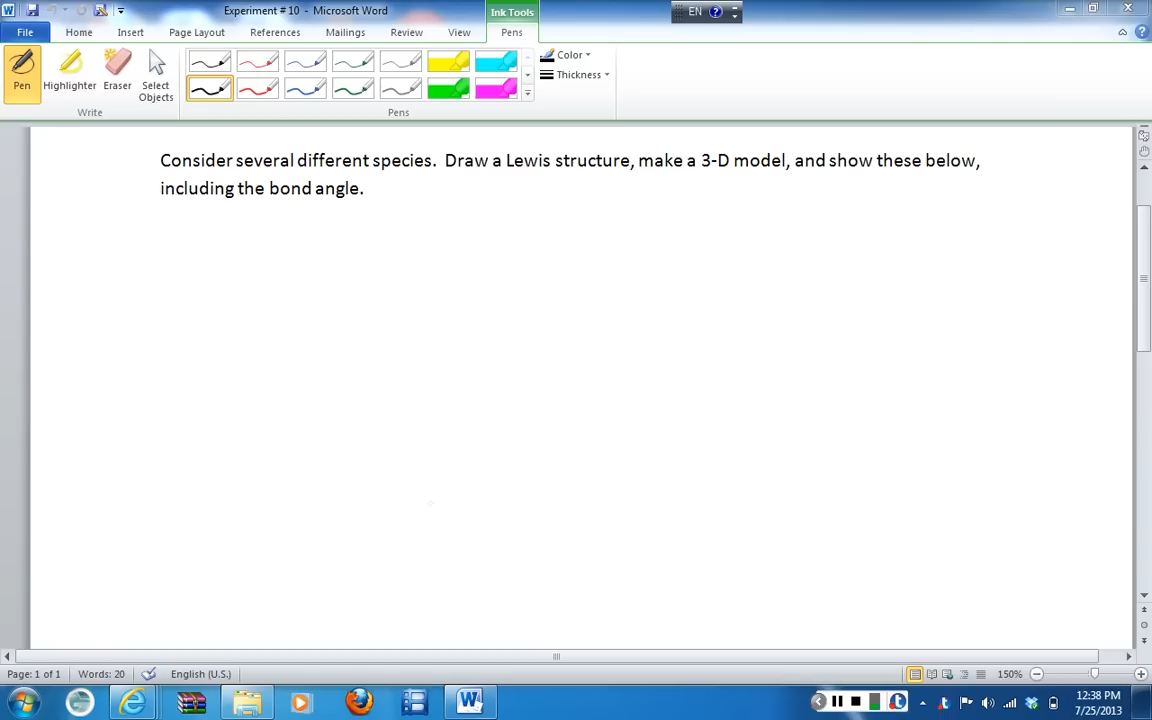 Experiment # 10 - Microsoft Word
Ink Tools
EN
File
Home
Insert
Page Layout
References
Mailings
Review
View
Pens
Pen
Highlighter
Eraser
Select
Objects
Color
Thickness
Write
Pens
Consider several different species. Draw a Lewis structure, make a 3-D model, and show these below,
including the bond angle.
Page: 1 of 1
Words: 20
English (U.S.)
150%
12:38 PM
7/25/2013